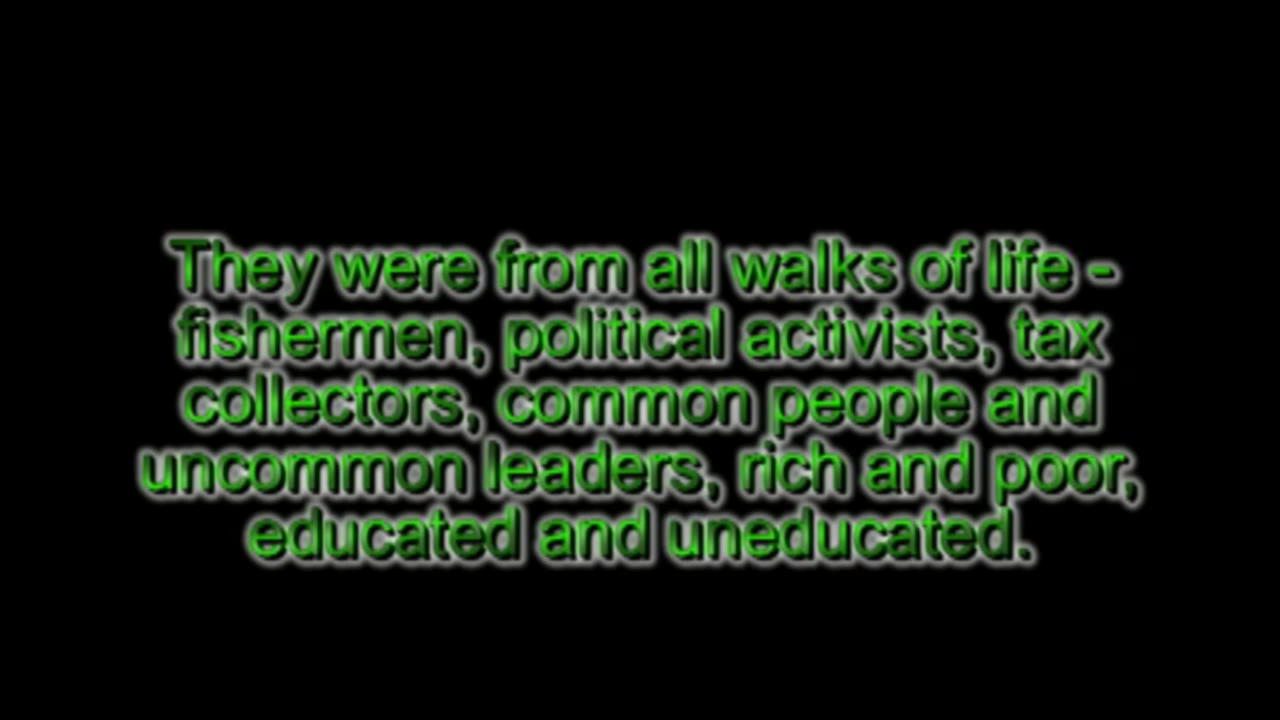 They were from all walks of life -
fishermen, political activists, tax
collectors, common people and
uncommon leaders, rich and poor,
educated and uneducated.